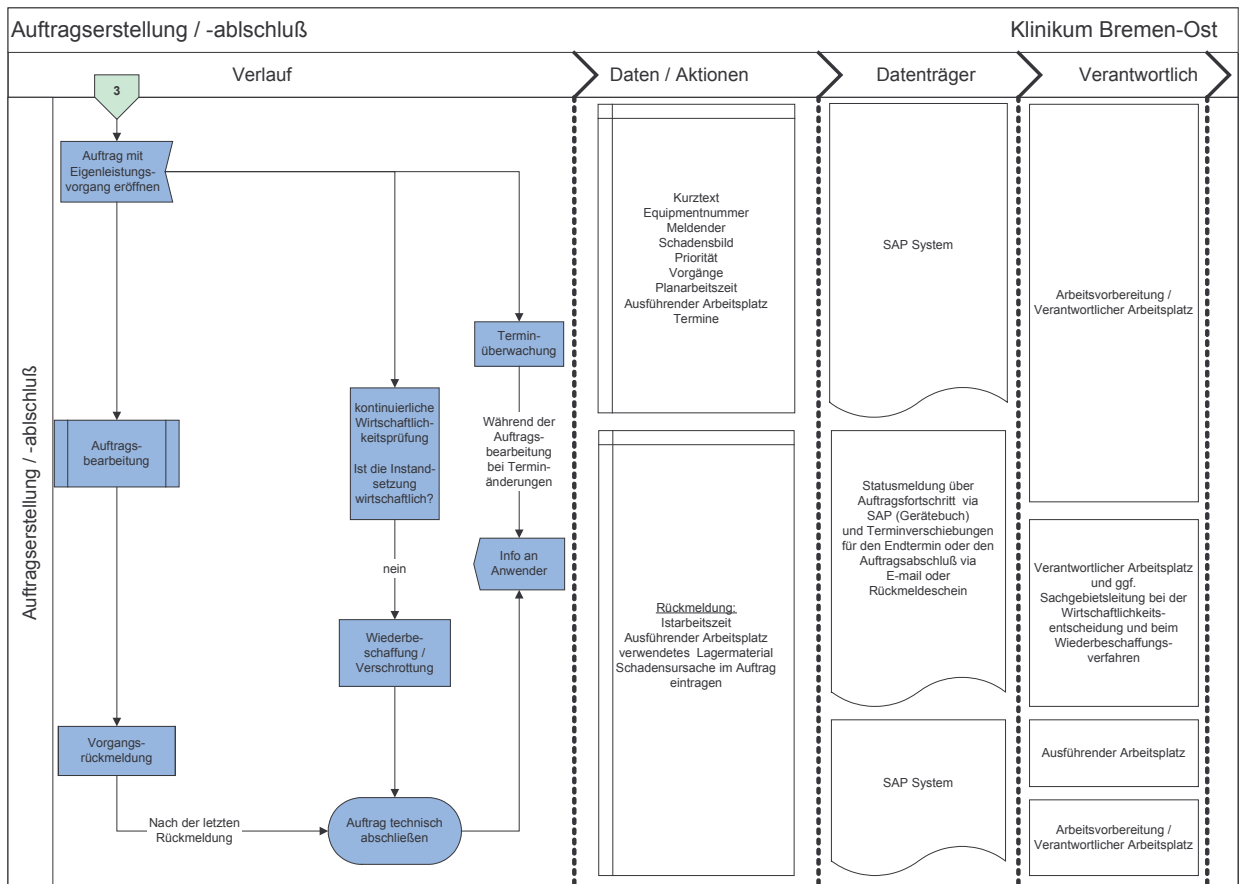 Auftragserstellung / -ablschluß
Klinikum Bremen-Ost
Verlauf
Daten / Aktionen
Datenträger
Verantwortlich
Auftragserstellung / -ablschluß
3
Auftrag mit
Eigenleistungs-
vorgang eröffnen
Auftrags-
bearbeitung
Vorgangs-
rückmeldung
Nach der letzten
Rückmeldung
kontinuierliche
Wirtschaftlich-
keitsprüfung
Ist die Instand-
setzung
wirtschaftlich?
nein
Wiederbe-
schaffung /
Verschrottung
Auftrag technisch
abschließen
Termin-
überwachung
Während der
Auftrags-
bearbeitung
bei Termin-
änderungen
Info an
Anwender
Kurztext
Equipmentnummer
Meldender
Schadensbild
Priorität
Vorgänge
Planarbeitszeit
Ausführender Arbeitsplatz
Termine
Rückmeldung:
Istarbeitszeit
Ausführender Arbeitsplatz
verwendetes Lagermaterial
Schadensursache im Auftrag
eintragen
SAP System
Statusmeldung über
Auftragsfortschritt via
SAP (Gerätebuch)
und Terminverschiebungen
für den Endtermin oder den
Auftragsabschluß via
E-mail oder
Rückmeldeschein
SAP System
Arbeitsvorbereitung /
Verantwortlicher Arbeitsplatz
Verantwortlicher Arbeitsplatz
und ggf.
Sachgebietsleitung bei der
Wirtschaftlichkeits-
entscheidung und beim
Wiederbeschaffungs-
verfahren
Ausführender Arbeitsplatz
Arbeitsvorbereitung /
Verantwortlicher Arbeitsplatz